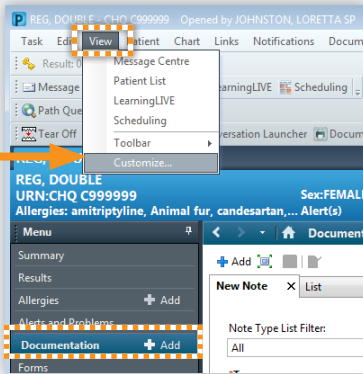 REG, DOUBLE - CHQ C999999 Opened by JOHNSTON, LORETTA SP
Task Edit View Patient Chart Links Notifications Docum
Result: 0
Message Centre
Message
Patient List
earningLIVE Scheduling
LearningLIVE
Path Que
Scheduling
Tear Off
Toolbar
versation Launcher Docum
Customize...
REG, DOUBLE
REG, DOUBLE
URN:CHQ C999999
Sex:FEMAL
Allergies: amitriptyline, Animal fur, candesartan,... Alert(s)
Menu
Document
Summary
Add
Results
New Note X List
Allergies + Add
Alerts and Problems
Note Type List Filter:
Documentation + Add
All
Forms